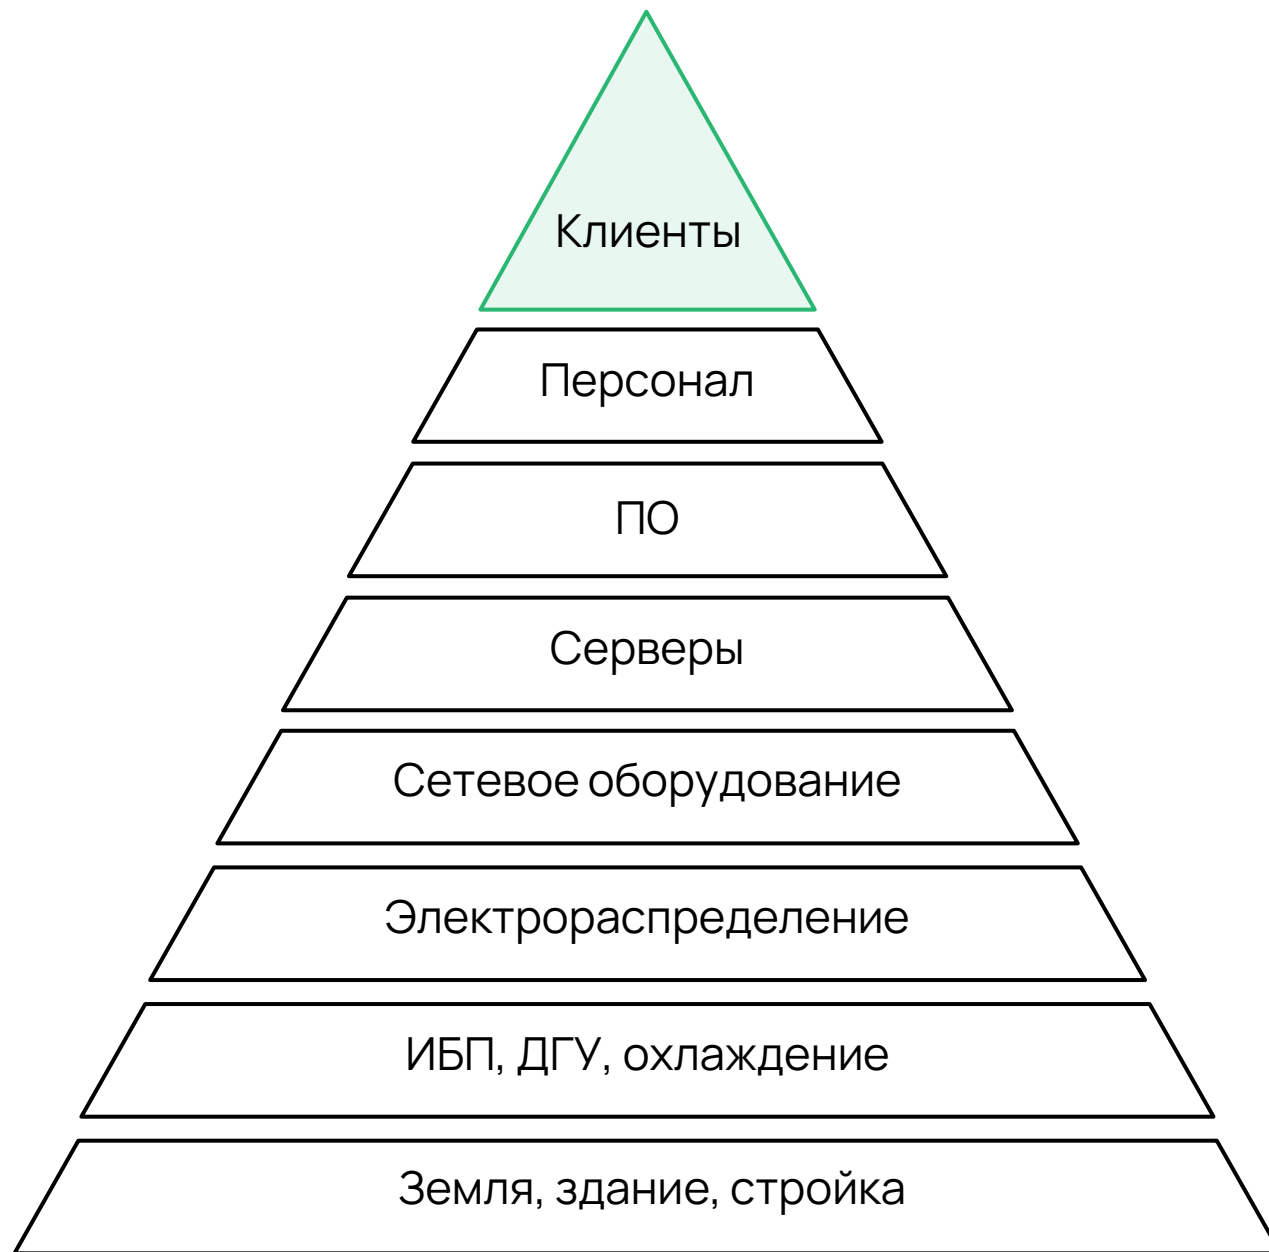 Клиенты
Персонал
ПО
Серверы
Сетевое оборудование
Электрораспределение
ИБП, ДГУ, охлаждение
Земля, здание, стройка